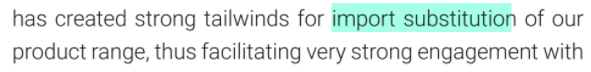 has created strong tailwinds for import substitution of our
product range, thus facilitating very strong engagement with